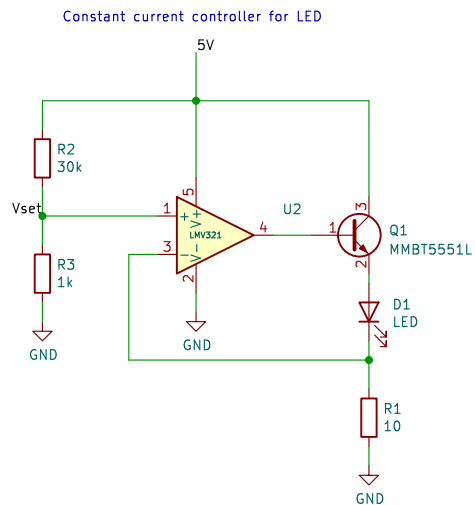 Constant current controller for LED
5V
R2
30k
Vset
1
+
V+
5
LMV321
U2
4
3
-
V-
2
GND
R3
1k
GND
3
1
Q1
MMBT5551L
2
D1
LED
R1
10
GND